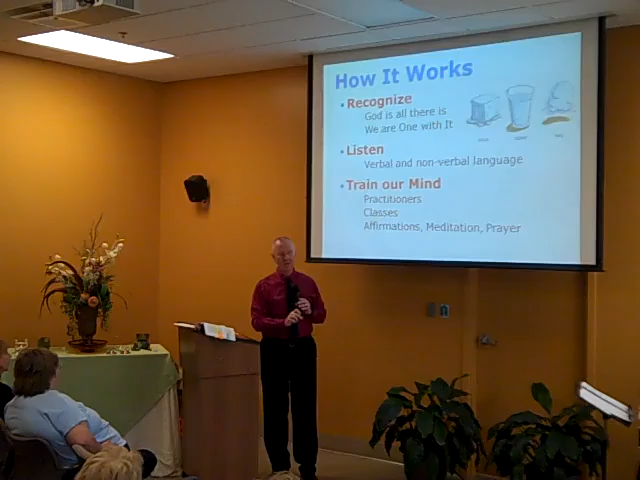 How It Works
• Recognize
God is all there is
We are One with It
• Listen
Verbal and non-verbal language
• Train our Mind
Practitioners
Classes
Affirmations, Meditation, Prayer